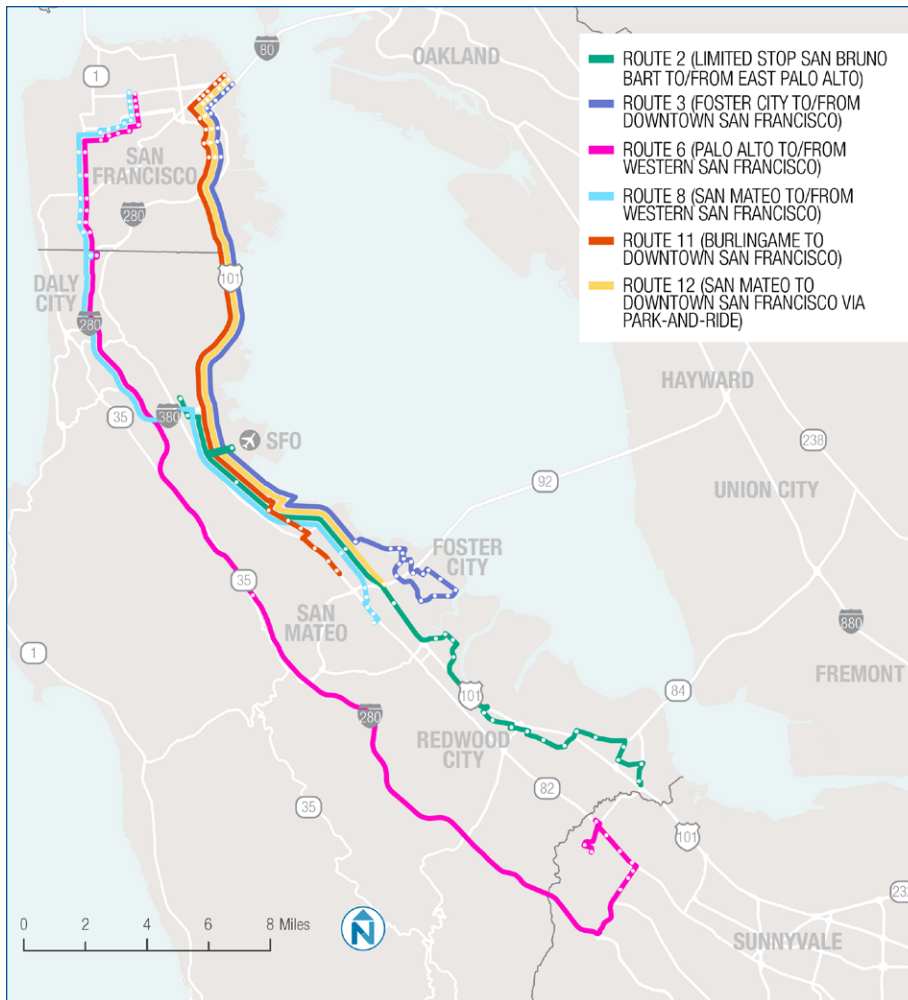 80
OAKLAND
1
ROUTE 2 (LIMITED STOP SAN BRUNO
BART TO/FROM EAST PALO ALTO)
ROUTE 3 (FOSTER CITY TO/FROM
DOWNTOWN SAN FRANCISCO)
ROUTE 6 (PALO ALTO TO/FROM
WESTERN SAN FRANCISCO)
ROUTE 8 (SAN MATEO TO/FROM
WESTERN SAN FRANCISCO)
ROUTE 11 (BURLINGAME TO
DOWNTOWN SAN FRANCISCO)
ROUTE 12 (SAN MATEO TO
DOWNTOWN SAN FRANCISCO VIA
PARK-AND-RIDE)
SAN
FRANCISCO
280
101
DALY
CITY
280
HAYWARD
35
380
SFO
238
92
UNION CITY
FOSTER
CITY
35
SAN
MATEO
880
1
FREMONT
84
101
280
REDWOOD
CITY
82
35
101
232
0 2 4 6 8 Miles
N
SUNNYVALE